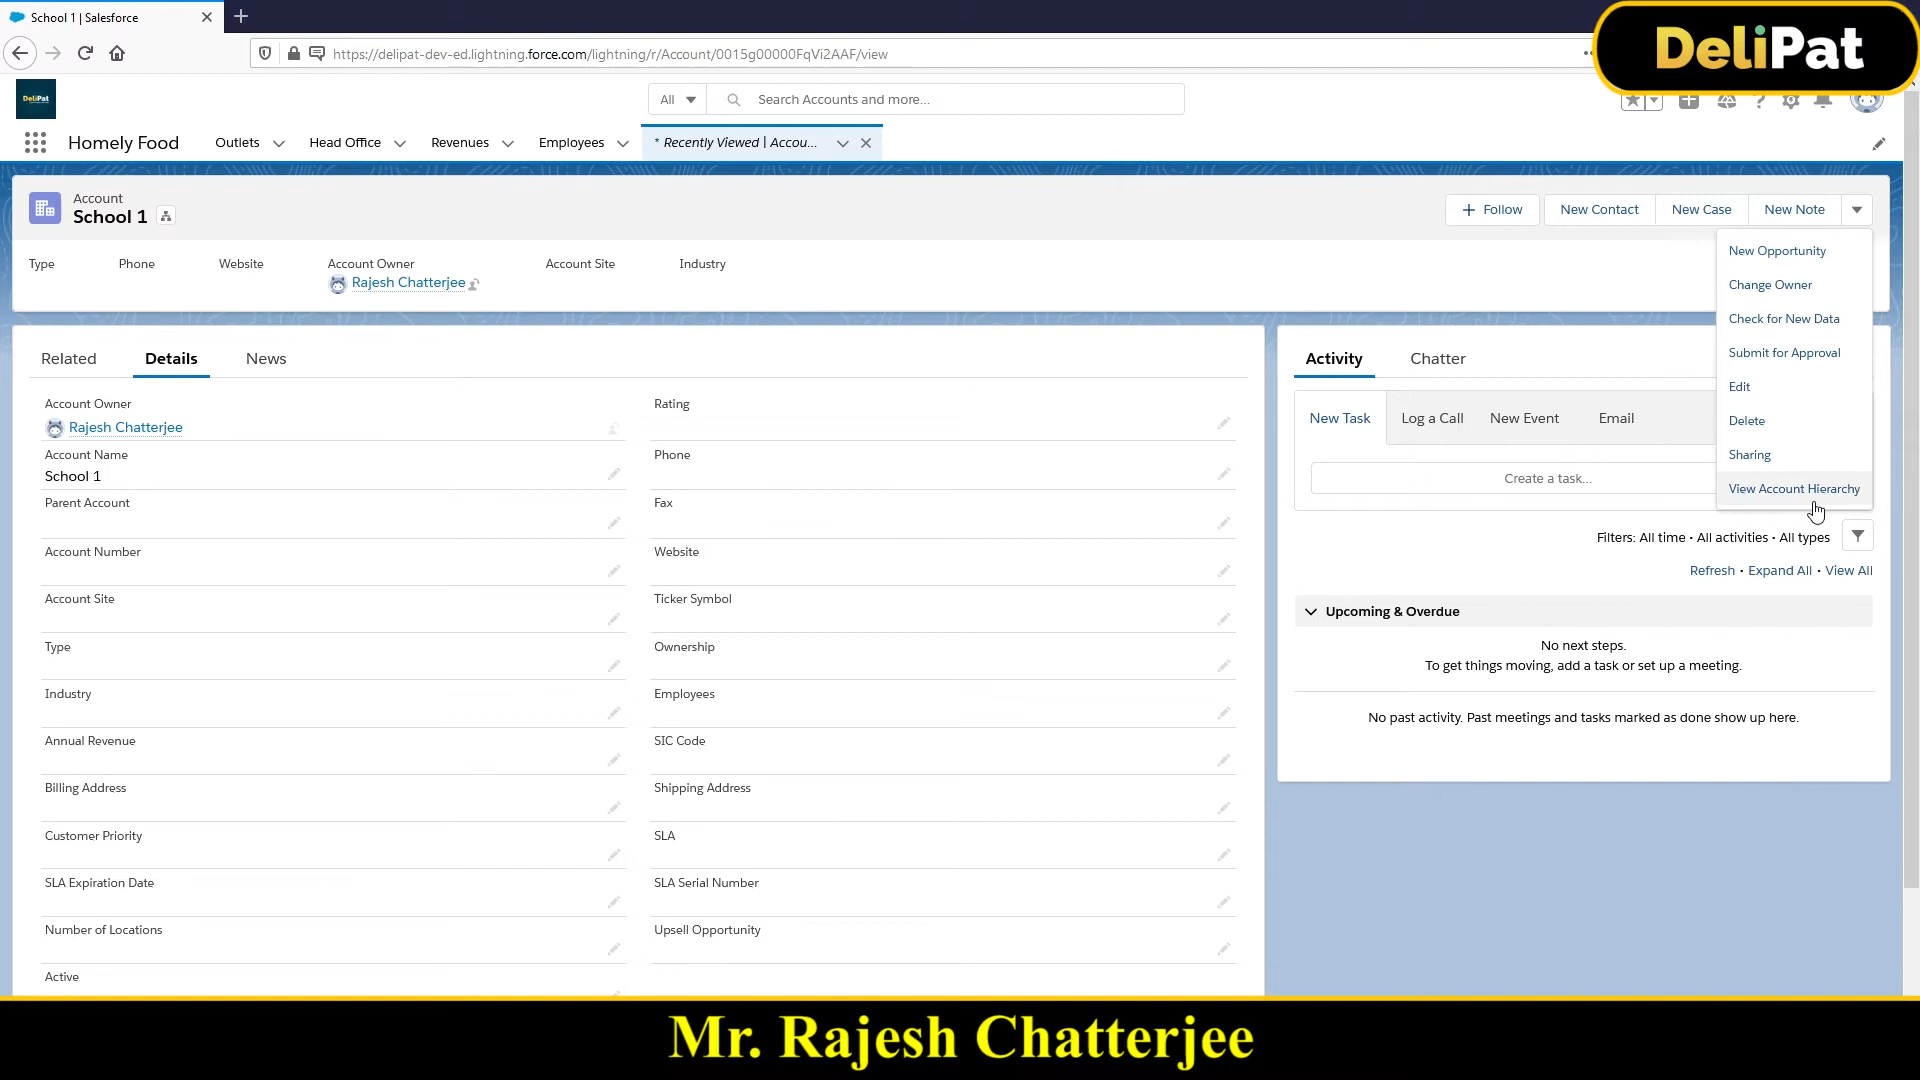 School 1 | Salesforce
https://delipat-dev-ed.lightning.force.com/lightning/r/Account/0015g00000FqVi2AAF/view
DeliPat
DeliPat
All
Search Accounts and more...
Homely Food
Outlets
Head Office
Revenues
Employees
* Recently Viewed | Accou...
Account
School 1
Follow
New Contact
New Case
New Note
Type
Phone
Website
Account Owner
Account Site
Industry
Rajesh Chatterjee
New Opportunity
Change Owner
Check for New Data
Submit for Approval
Edit
Delete
Sharing
View Account Hierarchy
Related
Details
News
Account Owner
Rajesh Chatterjee
Rating
Account Name
School 1
Phone
Parent Account
Fax
Account Number
Website
Account Site
Ticker Symbol
Type
Ownership
Industry
Employees
Annual Revenue
SIC Code
Billing Address
Shipping Address
Customer Priority
SLA
SLA Expiration Date
SLA Serial Number
Number of Locations
Upsell Opportunity
Active
Activity
Chatter
New Task
Log a Call
New Event
Email
Create a task...
Filters: All time • All activities • All types
Refresh • Expand All • View All
Upcoming & Overdue
No next steps.
To get things moving, add a task or set up a meeting.
No past activity. Past meetings and tasks marked as done show up here.
Mr. Rajesh Chatterjee